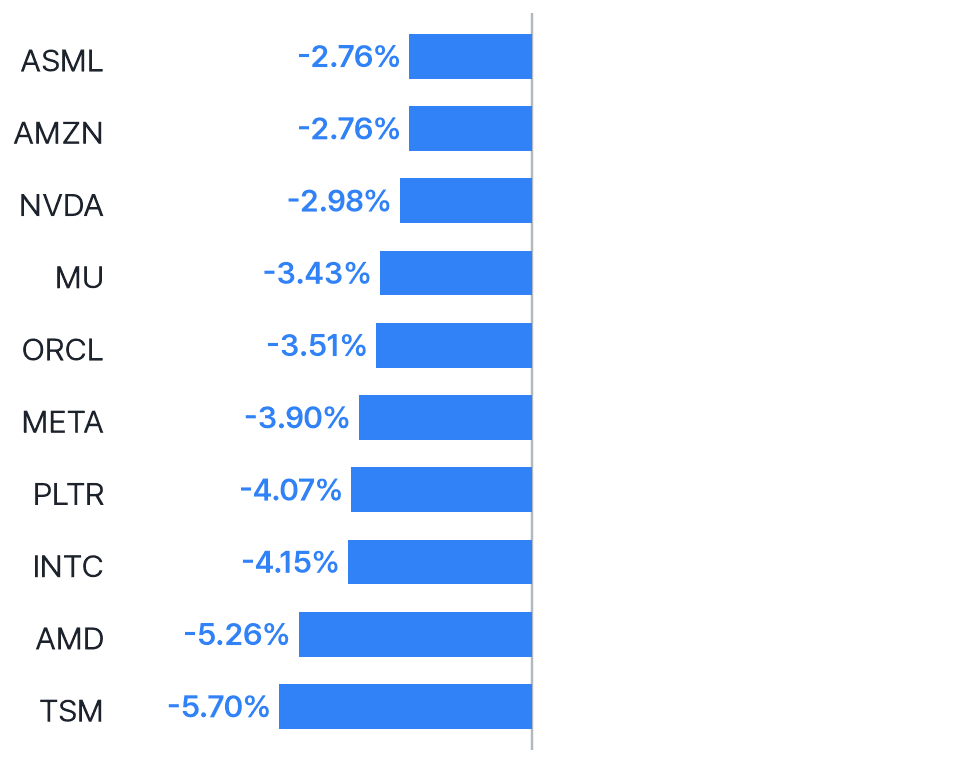 ASML -2.76%
AMZN -2.76%
NVDA -2.98%
MU -3.43%
ORCL -3.51%
META -3.90%
PLTR -4.07%
INTC -4.15%
AMD -5.26%
TSM -5.70%